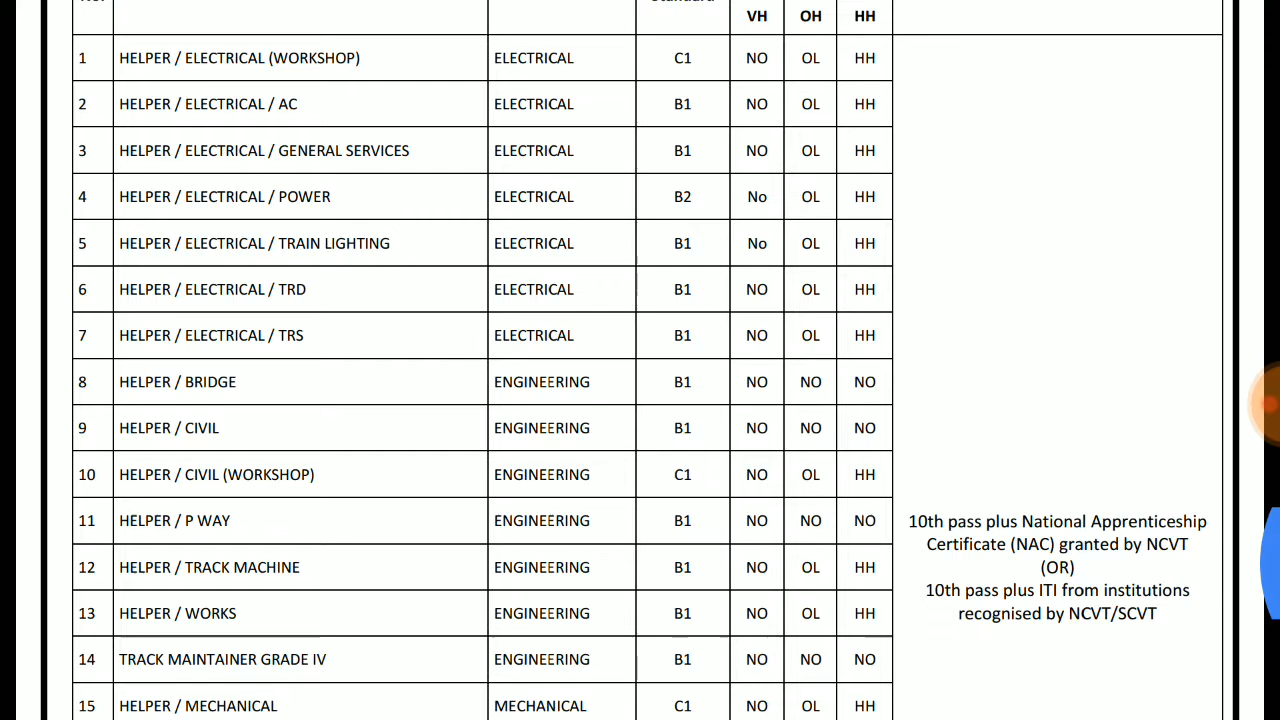 VH OH HH
1 HELPER / ELECTRICAL (WORKSHOP) ELECTRICAL C1 NO OL HH
2 HELPER / ELECTRICAL / AC ELECTRICAL B1 NO OL HH
3 HELPER / ELECTRICAL / GENERAL SERVICES ELECTRICAL B1 NO OL HH
4 HELPER / ELECTRICAL / POWER ELECTRICAL B2 No OL HH
5 HELPER / ELECTRICAL / TRAIN LIGHTING ELECTRICAL B1 No OL HH
6 HELPER / ELECTRICAL / TRD ELECTRICAL B1 NO OL HH
7 HELPER / ELECTRICAL / TRS ELECTRICAL B1 NO OL HH
8 HELPER / BRIDGE ENGINEERING B1 NO NO NO
9 HELPER / CIVIL ENGINEERING B1 NO NO NO
10 HELPER / CIVIL (WORKSHOP) ENGINEERING C1 NO OL HH
11 HELPER / P WAY ENGINEERING B1 NO NO NO
12 HELPER / TRACK MACHINE ENGINEERING B1 NO OL HH
13 HELPER / WORKS ENGINEERING B1 NO OL HH
14 TRACK MAINTAINER GRADE IV ENGINEERING B1 NO NO NO
15 HELPER / MECHANICAL MECHANICAL C1 NO OL HH
10th pass plus National Apprenticeship
Certificate (NAC) granted by NCVT
(OR)
10th pass plus ITI from institutions
recognised by NCVT/SCVT